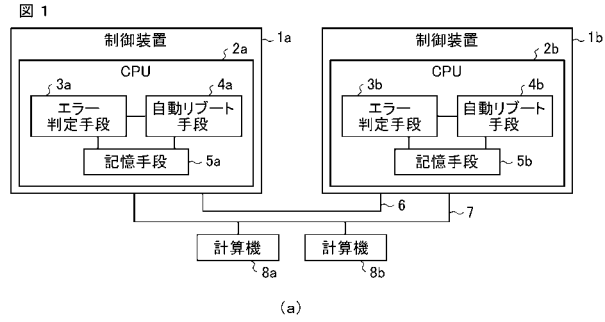 図 1
制御装置
1a
2a
CPU
3a
4a
エラー
判定手段
自動リブート
手段
記憶手段
5a
制御装置
1b
2b
CPU
3b
4b
エラー
判定手段
自動リブート
手段
記憶手段
5b
6
7
計算機
8a
計算機
8b
(a)